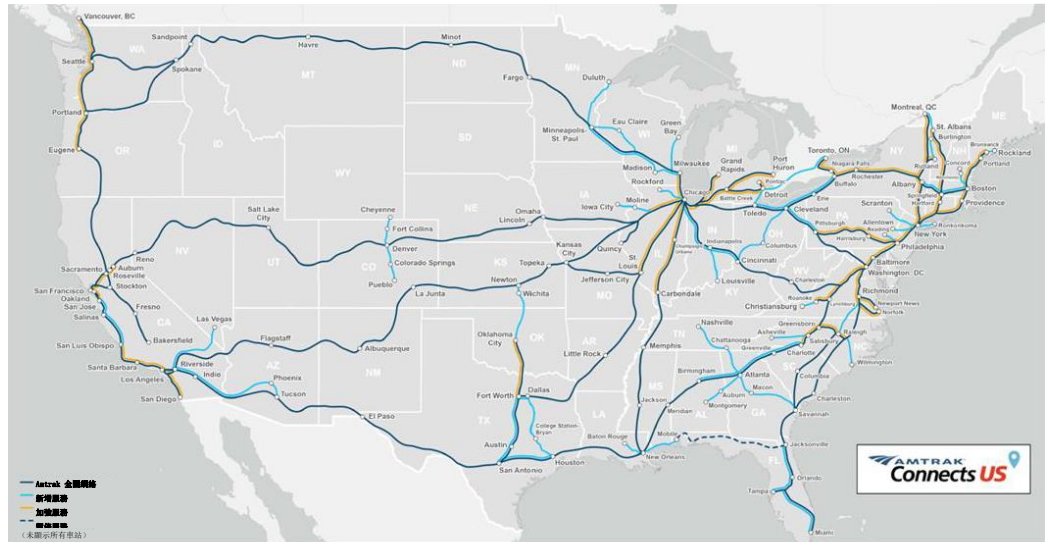 Vancouver, BC
WA
Seattle
Sandpoint
Spokane
Havre
Minot
MT
ND
Fargo
MN
Duluth
Portland
Eugene
OR
ID
WY
SD
Minneapolis-
St. Paul
Eau Claire
WI
Green
Bay
Madison
Milwaukee
Rockford
Chicago
MI
Grand
Rapids
Port
Huron
Pontiac
Battle Creek
Detroit
Toledo
Toronto, ON
Niagara Falls
Buffalo
Rochester
NY
Montreal, QC
St. Albans
Burlington
ME
Rutland
NH
Concord
Brunswick
Rockland
Portland
Albany
Boston
Springfield
Hartford
Providence
Ronkonkoma
New York
Scranton
Allentown
Reading
Erie
Cleveland
PA
Pittsburgh
Harrisburg
Philadelphia
Baltimore
Washington, DC
OH
Columbus
IN
Indianapolis
Cincinnati
Louisville
KY
WV
Charleston
Christiansburg
Roanoke
Lynchburg
Richmond
Newport News
Norfolk
IA
Iowa City
Moline
Omaha
Lincoln
NE
Cheyenne
Fort Collins
Denver
CO
Colorado Springs
Pueblo
Salt Lake
City
UT
NV
Reno
Sacramento
Auburn
Roseville
San Francisco
Oakland
San Jose
Stockton
Salinas
Fresno
CA
Bakersfield
Las Vegas
San Luis Obispo
Santa Barbara
Los Angeles
Riverside
Indio
San Diego
Flagstaff
AZ
Phoenix
Tucson
Albuquerque
NM
El Paso
La Junta
KS
Newton
Wichita
Topeka
Kansas
City
Quincy
St.
Louis
Jefferson City
MO
IL
Champaign-
Urbana
Carbondale
Oklahoma
City
OK
Fort Worth
Dallas
TX
College Station-
Bryan
Austin
San Antonio
Houston
Little Rock
AR
LA
Baton Rouge
New Orleans
Memphis
MS
Jackson
Meridian
Mobile
TN
Nashville
Chattanooga
Birmingham
AL
Montgomery
Auburn
Atlanta
Macon
GA
Asheville
Greenville
Greensboro
Salisbury
Charlotte
Raleigh
NC
Wilmington
SC
Columbia
Charleston
Savannah
Jacksonville
FL
Orlando
Tampa
Miami
AMTRAK
Connects US
Amtrak 全國網絡
新增服務
加強服務
(未顯示所有車站)